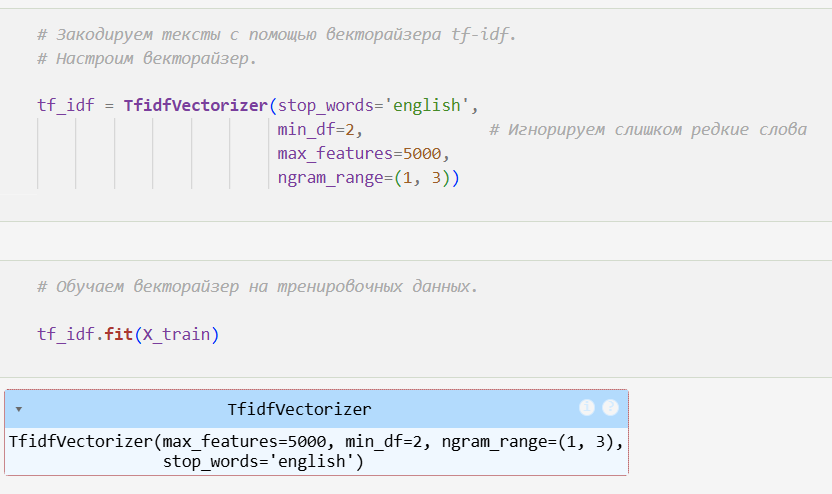 # Закодируем тексты с помощью векторайзера tf-idf.
# Настроим векторайзер.
tf_idf = TfidfVectorizer(stop_words='english',
min_df=2, # Игнорируем слишком редкие слова
max_features=5000,
ngram_range=(1, 3))
# Обучаем векторайзер на тренировочных данных.
tf_idf.fit(X_train)
TfidfVectorizer
TfidfVectorizer(max_features=5000, min_df=2, ngram_range=(1, 3),
stop_words='english')